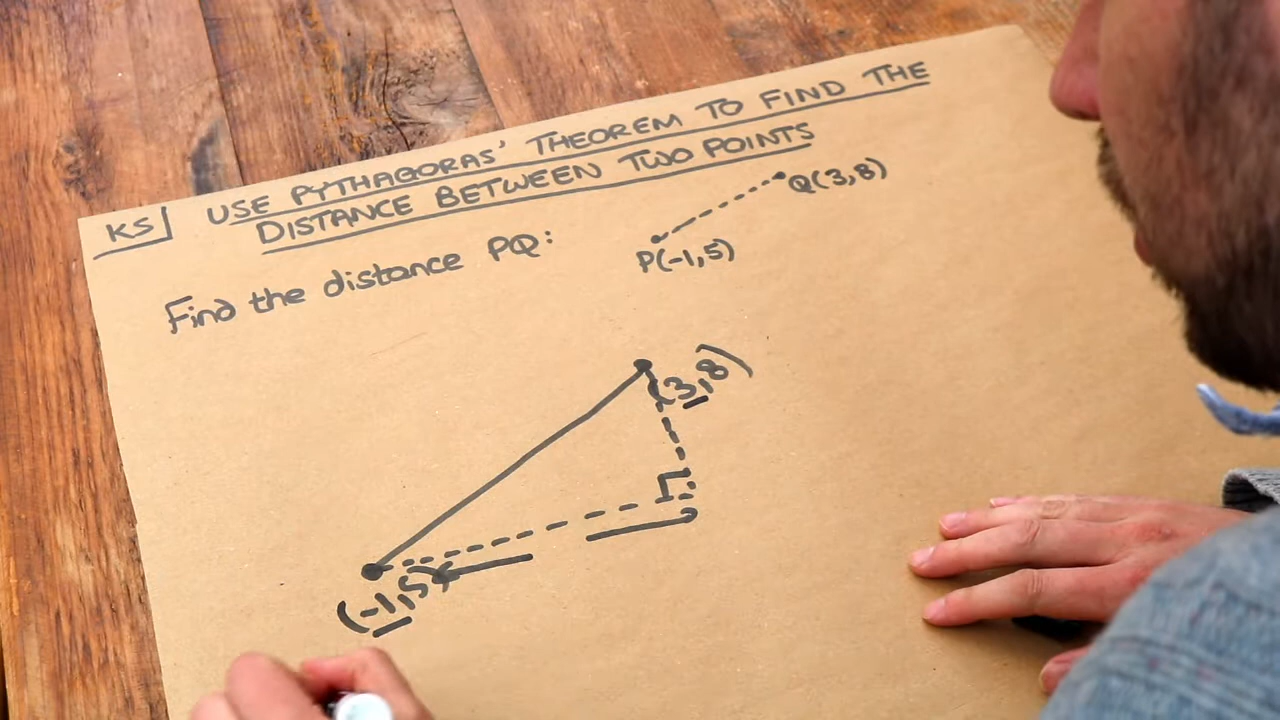 KS USE PYTHAGORAS' THEOREM TO FIND THE
DISTANCE BETWEEN TWO POINTS
Find the distance PQ:
Q(3,8)
P(-1,5)
(3,8)
(-1,5)